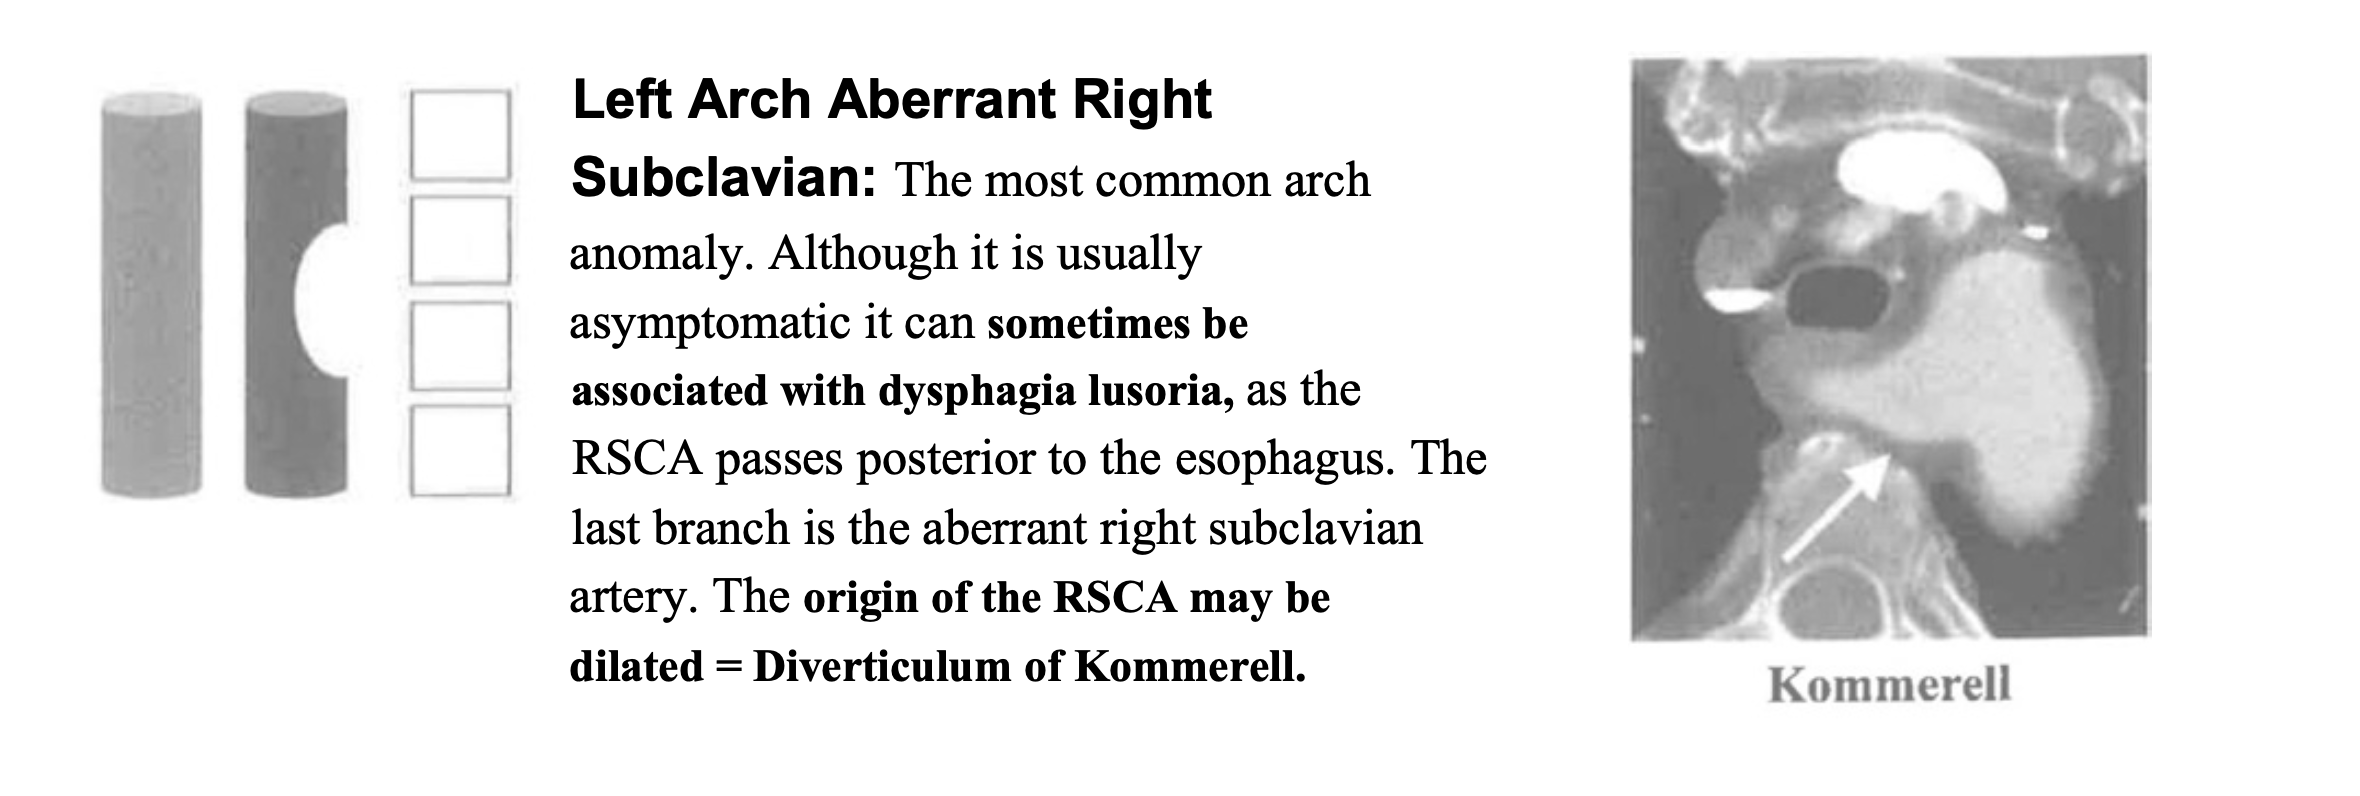 Left Arch Aberrant Right
Subclavian: The most common arch
anomaly. Although it is usually
asymptomatic it can sometimes be
associated with dysphagia lusoria, as the
RSCA passes posterior to the esophagus. The
last branch is the aberrant right subclavian
artery. The origin of the RSCA may be
dilated = Diverticulum of Kommerell.
Kommerell